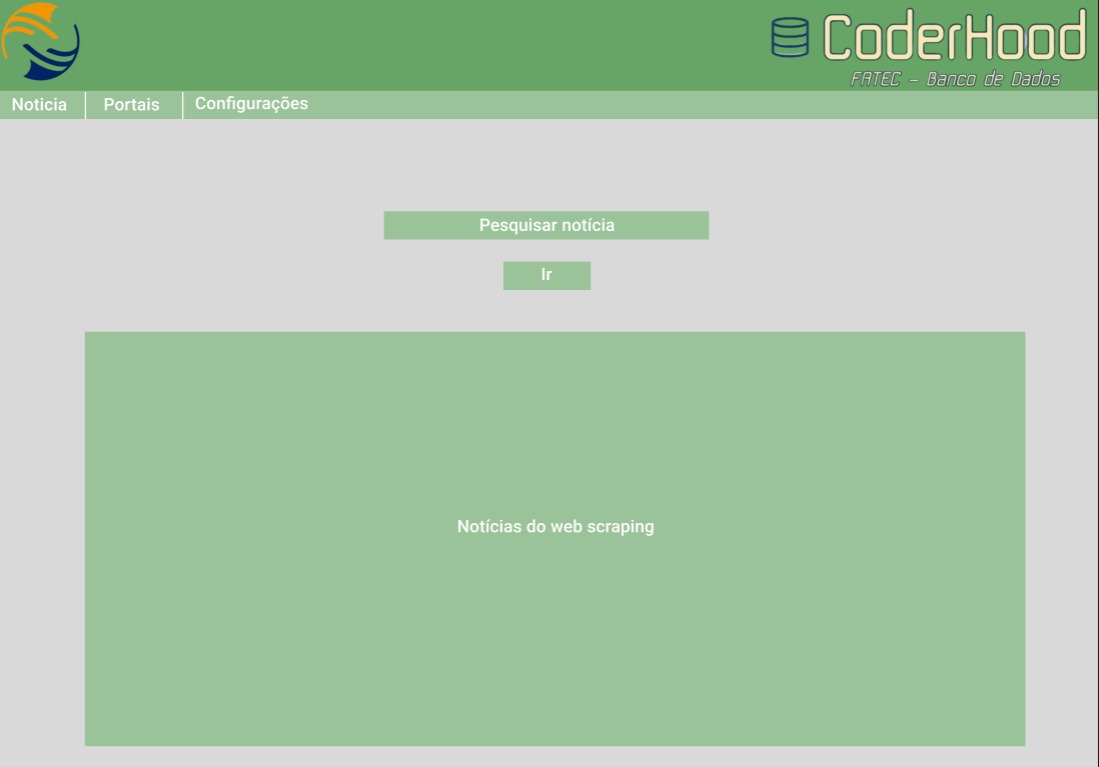 CoderHood
FATEC - Banco de Dados
Noticia
Portais
Configurações
Pesquisar notícia
Ir
Notícias do web scraping